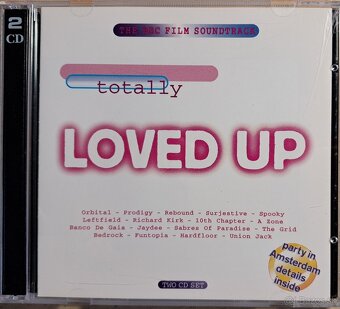 2
CD
THE BBC FILM SOUNDTRACK
totally
LOVED UP
Orbital - Prodigy - Rebound - Surjestive - Spooky
Leftfield - Richard Kirk - 10th Chapter - A Zone
Banco De Gaia - Jaydee - Sabres Of Paradise - The Grid
Bedrock - Funtopia - Hardfloor - Union Jack
party in
Amsterdam
details
inside
TWO CD SET